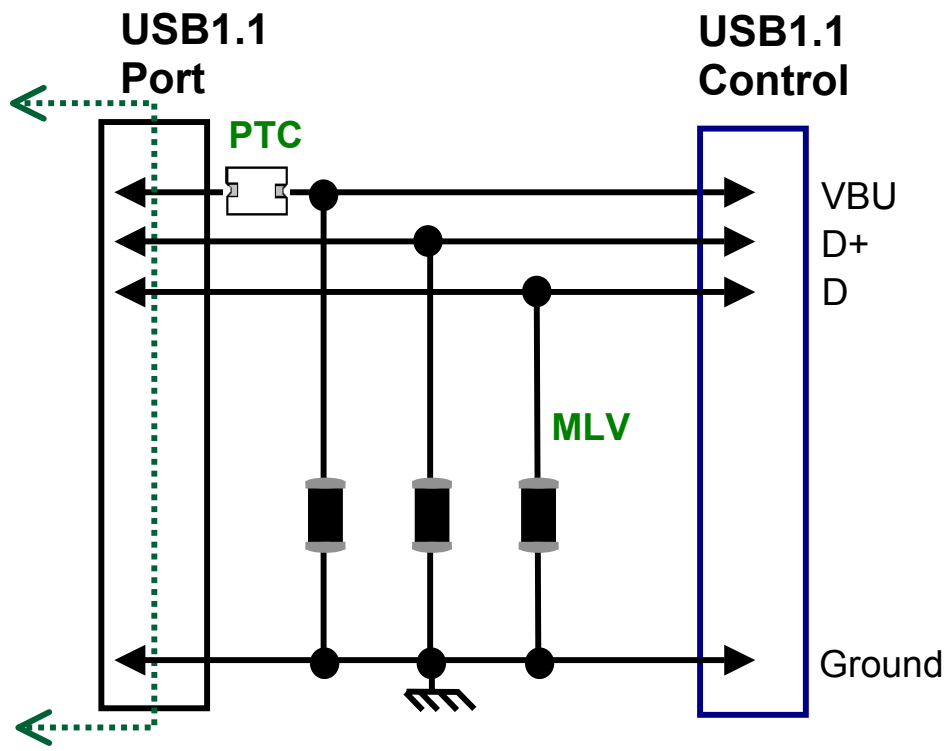 USB1.1
Port
USB1.1
Control
PTC
VBU
D+
D
MLV
Ground